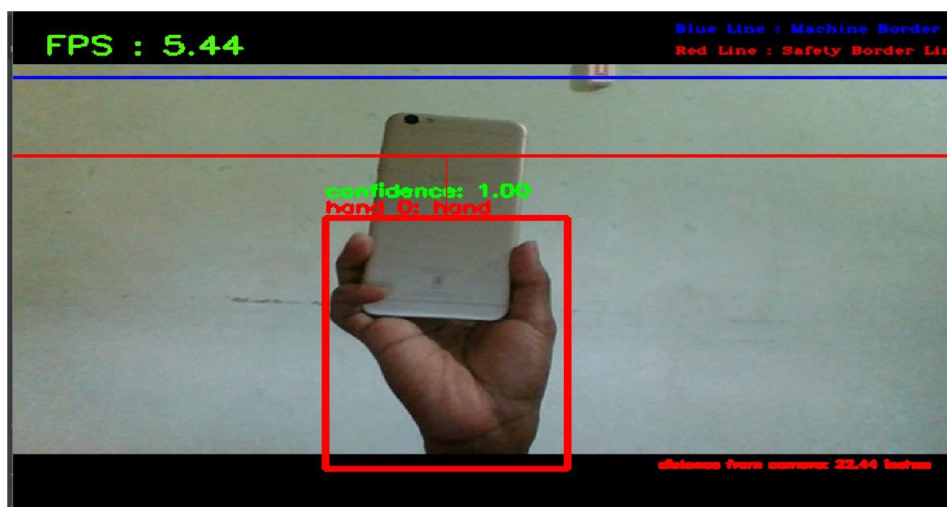 FPS : 5.44
Blue Line : Machine Border
Red Line : Safety Border Lin
confidence: 1.00
hand 0: hand
distance from camera: 22.44 inches